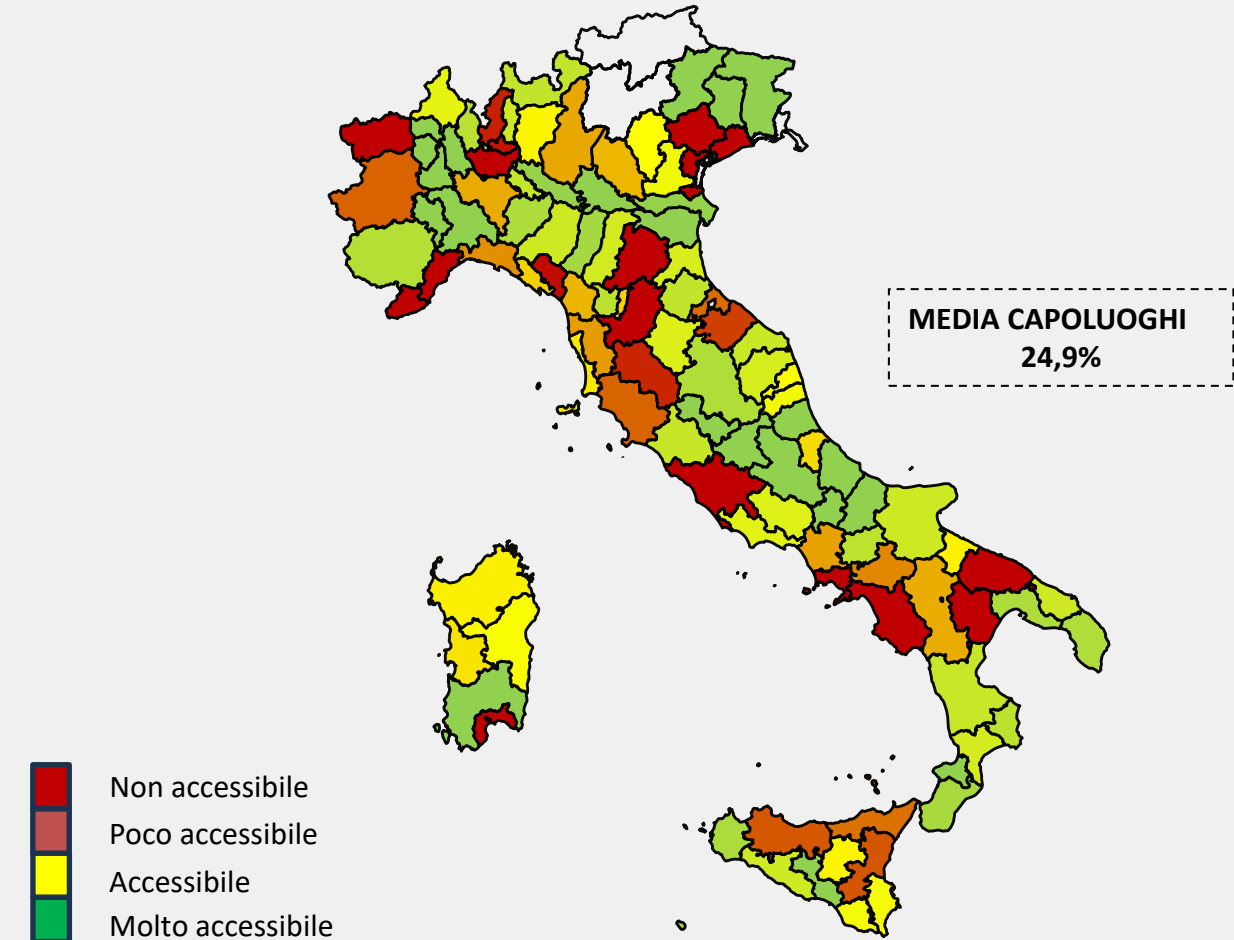 MEDIA CAPOLUOGHI
24,9%
Non accessibile
Poco accessibile
Accessibile
Molto accessibile